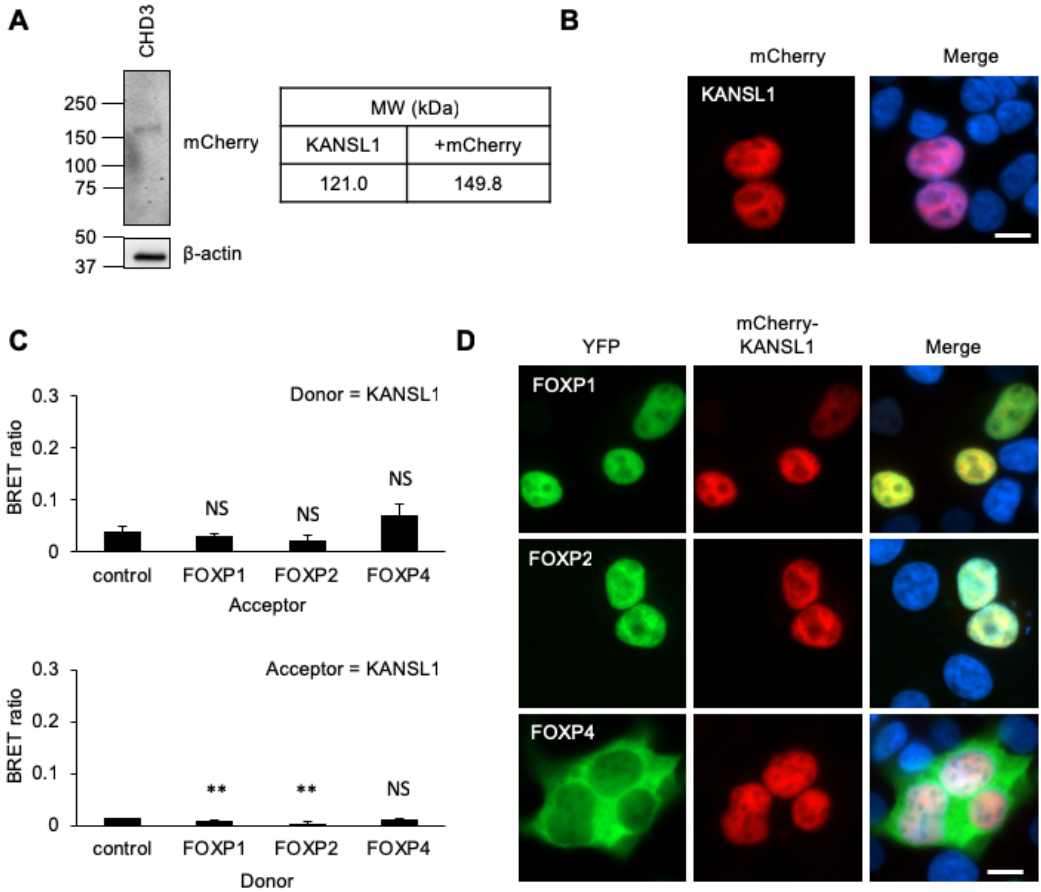 A
CHD3
250
150
100
75
50
37
mCherry
β-actin
MW (kDa)
KANSL1 +mCherry
121.0 149.8
B
mCherry Merge
KANSL1
C
BRET ratio
0.3
0.2
0.1
0
Donor = KANSL1
NS NS NS
control FOXP1 FOXP2 FOXP4
Acceptor
BRET ratio
0.3
0.2
0.1
0
Acceptor = KANSL1
** ** NS
control FOXP1 FOXP2 FOXP4
Donor
D
YFP
mCherry-
KANSL1
Merge
FOXP1
FOXP2
FOXP4